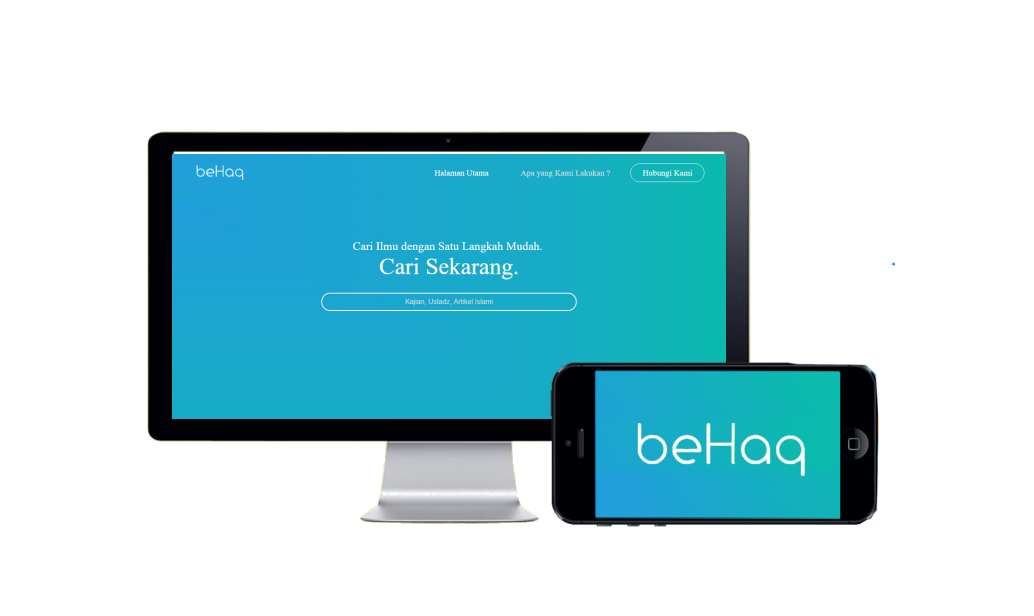 beHaq
Halaman Utama
Apa yang Kami Lakukan ?
Hubungi Kami
Cari Ilmu dengan Satu Langkah Mudah.
Cari Sekarang.
Kajian, Ustadz, Artikel Islami
beHaq